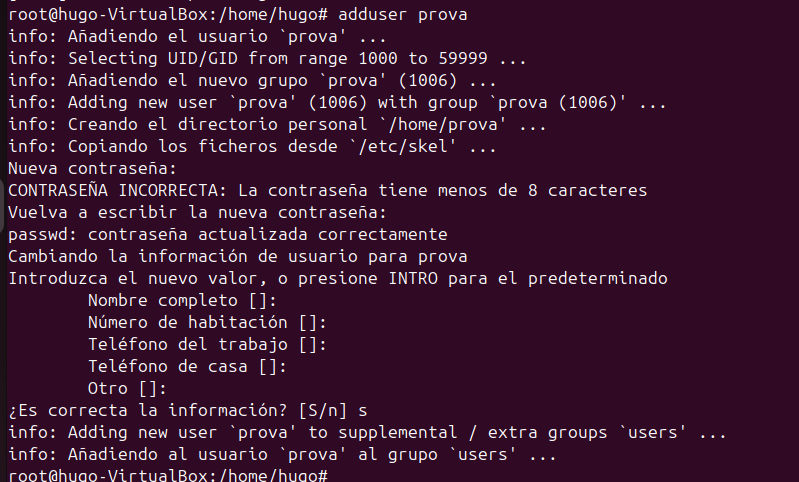 root@hugo-VirtualBox:/home/hugo# adduser prova
info: Añadiendo el usuario `prova' ...
info: Selecting UID/GID from range 1000 to 59999 ...
info: Añadiendo el nuevo grupo `prova' (1006) ...
info: Adding new user `prova' (1006) with group `prova (1006)' ...
info: Creando el directorio personal `/home/prova' ...
info: Copiando los ficheros desde `/etc/skel' ...
Nueva contraseña:
CONTRASEÑA INCORRECTA: La contraseña tiene menos de 8 caracteres
Vuelva a escribir la nueva contraseña:
passwd: contraseña actualizada correctamente
Cambiando la información de usuario para prova
Introduzca el nuevo valor, o presione INTRO para el predeterminado
Nombre completo []:
Número de habitación []:
Teléfono del trabajo []:
Teléfono de casa []:
Otro []:
¿Es correcta la información? [S/n] s
info: Adding new user `prova' to supplemental / extra groups `users' ...
info: Añadiendo al usuario `prova' al grupo `users' ...
root@hugo-VirtualBox:/home/hugo#